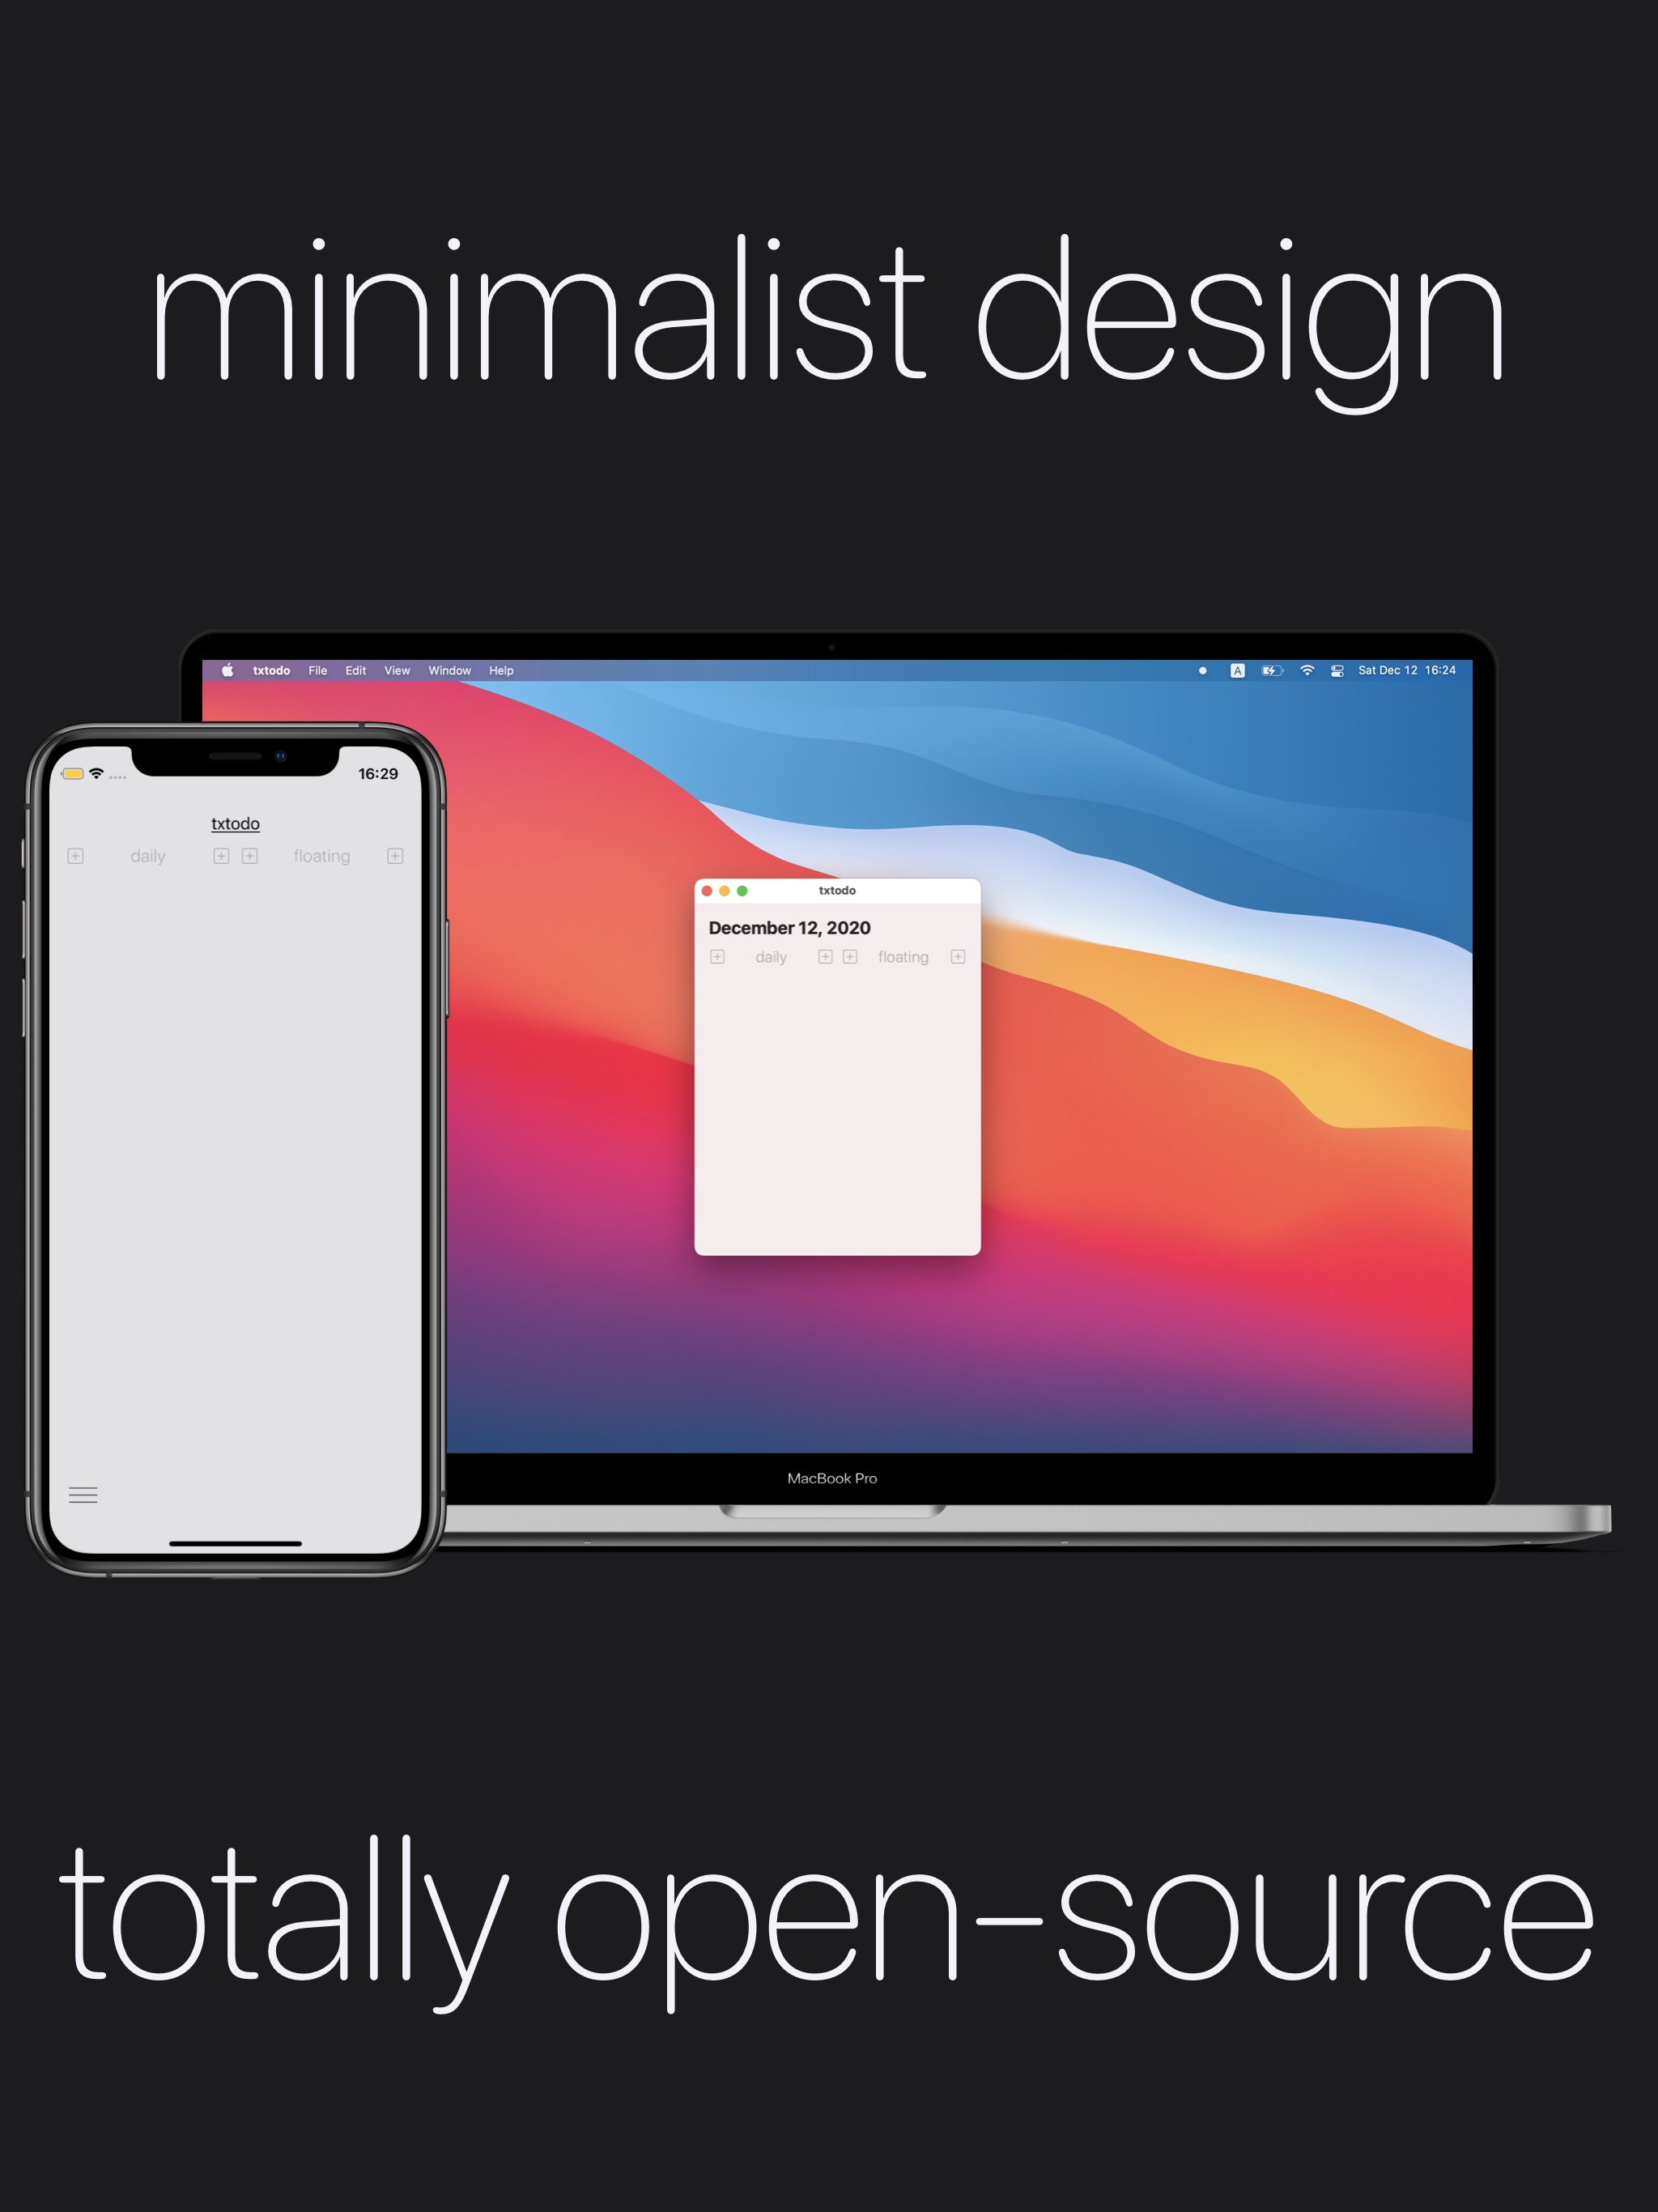 minimalist design
txtodo File Edit View Window Help
A Sat Dec 12 16:24
16:29
txtodo
daily floating
txtodo
December 12, 2020
daily floating
MacBook Pro
totally open-source